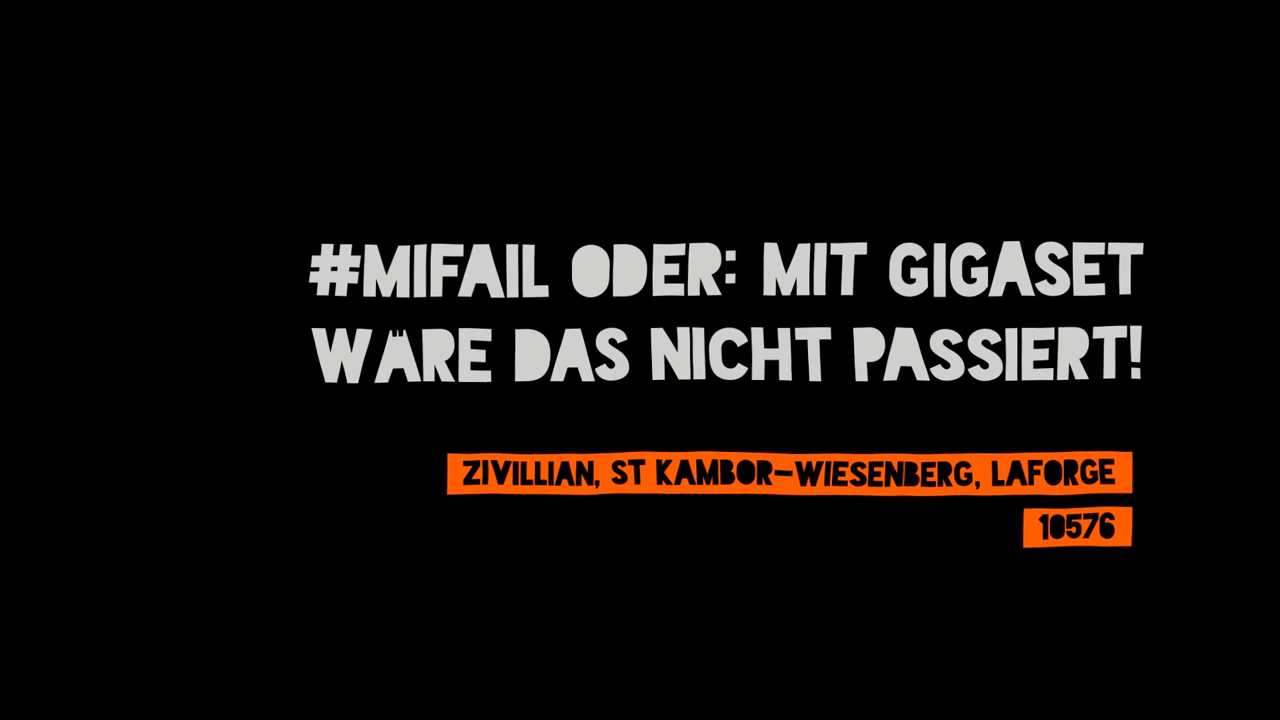 #MIFAIL ODER: MIT GIGASET
WÄRE DAS NICHT PASSIERT!
ZIVILLIAN, ST KAMBOR-WIESENBERG, LAFORGE
10576